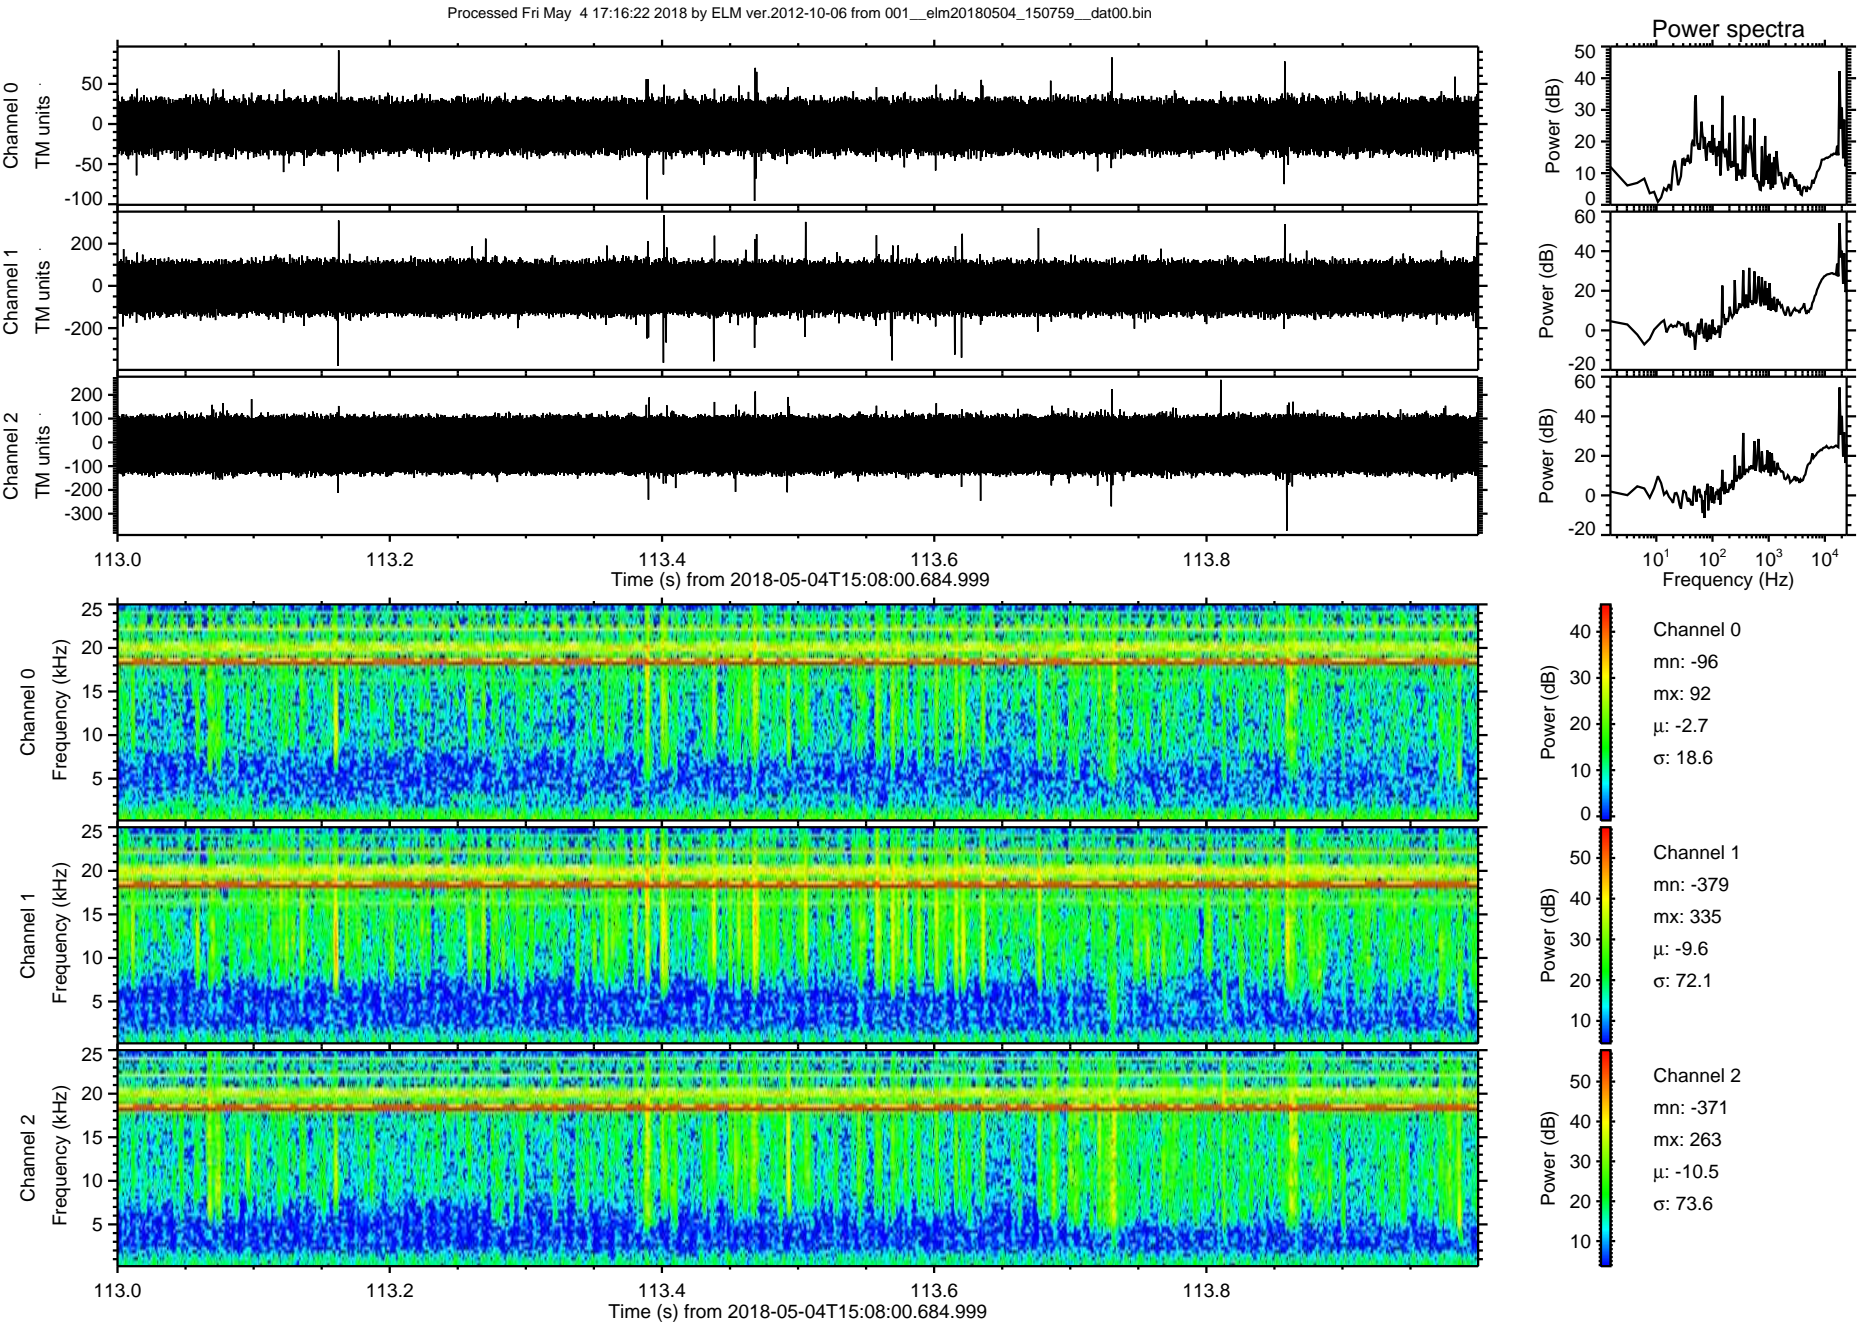 Processed Fri May 4 17:16:22 2018 by ELM ver.2012-10-06 from 001__elm20180504_150759__dat00.bin
Power spectra
Channel 0
TM units
50
0
-50
-100
Power (dB)
50
40
30
20
10
0
Channel 1
TM units
200
0
-200
Power (dB)
60
40
20
0
-20
Channel 2
TM units
200
100
0
-100
-200
-300
Power (dB)
60
40
20
0
-20
113.0 113.2 113.4 113.6 113.8
Time (s) from 2018-05-04T15:08:00.684.999
10^1 10^2 10^3 10^4
Frequency (Hz)
Channel 0
Frequency (kHz)
25
20
15
10
5
Power (dB)
40
30
20
10
0
Channel 0
mn: -96
mx: 92
μ: -2.7
σ: 18.6
Channel 1
Frequency (kHz)
25
20
15
10
5
Power (dB)
50
40
30
20
10
Channel 1
mn: -379
mx: 335
μ: -9.6
σ: 72.1
Channel 2
Frequency (kHz)
25
20
15
10
5
Power (dB)
50
40
30
20
10
Channel 2
mn: -371
mx: 263
μ: -10.5
σ: 73.6
113.0 113.2 113.4 113.6 113.8
Time (s) from 2018-05-04T15:08:00.684.999